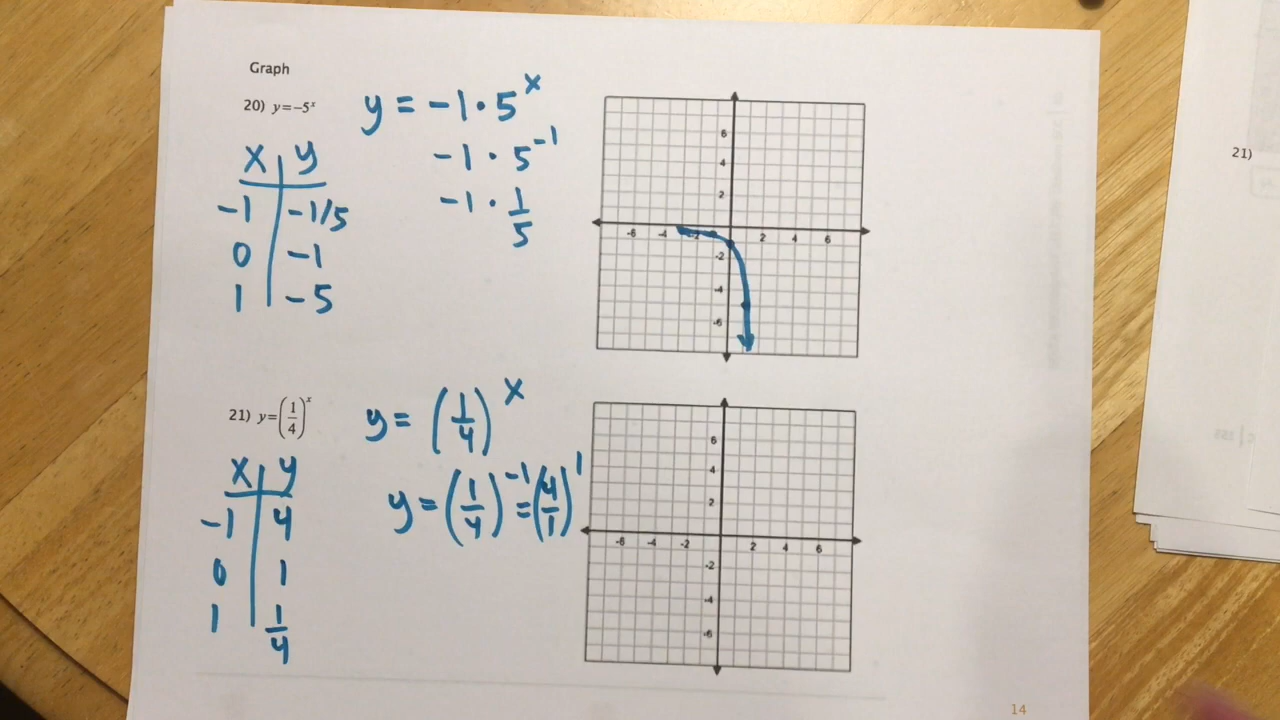 Graph
20) y=-5ˣ
y = -1·5ˣ
-1·5⁻¹
-1·1/5
x | y
-1 | -1/5
0 | -1
1 | -5
6
4
2
-6 -4 -2 2 4 6
-2
-4
-6
21)
21) y=(1/4)ˣ
y=(1/4)ˣ
y=(1/4)⁻¹=(4/1)¹
x | y
-1 | 4
0 | 1
1 | 1/4
6
4
2
-6 -4 -2 2 4 6
-2
-4
-6
14